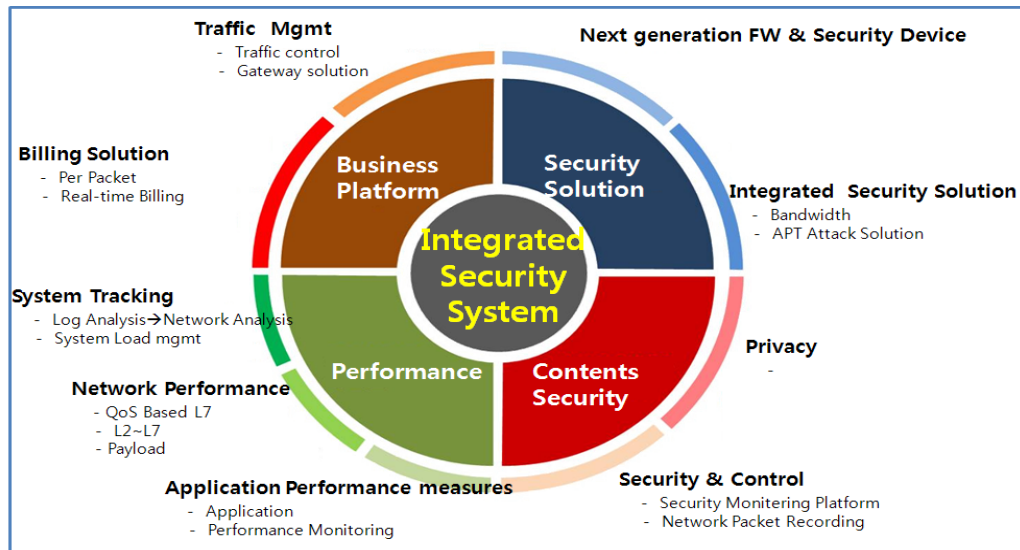 Traffic Mgmt
- Traffic control
- Gateway solution
Next generation FW & Security Device
Billing Solution
- Per Packet
- Real-time Billing
Business
Platform
Security
Solution
Integrated Security Solution
- Bandwidth
- APT Attack Solution
Integrated
Security
System
System Tracking
- Log Analysis→Network Analysis
- System Load mgmt
Performance
Contents
Security
Privacy
-
Network Performance
- QoS Based L7
- L2~L7
- Payload
Application Performance measures
- Application
- Performance Monitoring
Security & Control
- Security Monitering Platform
- Network Packet Recording